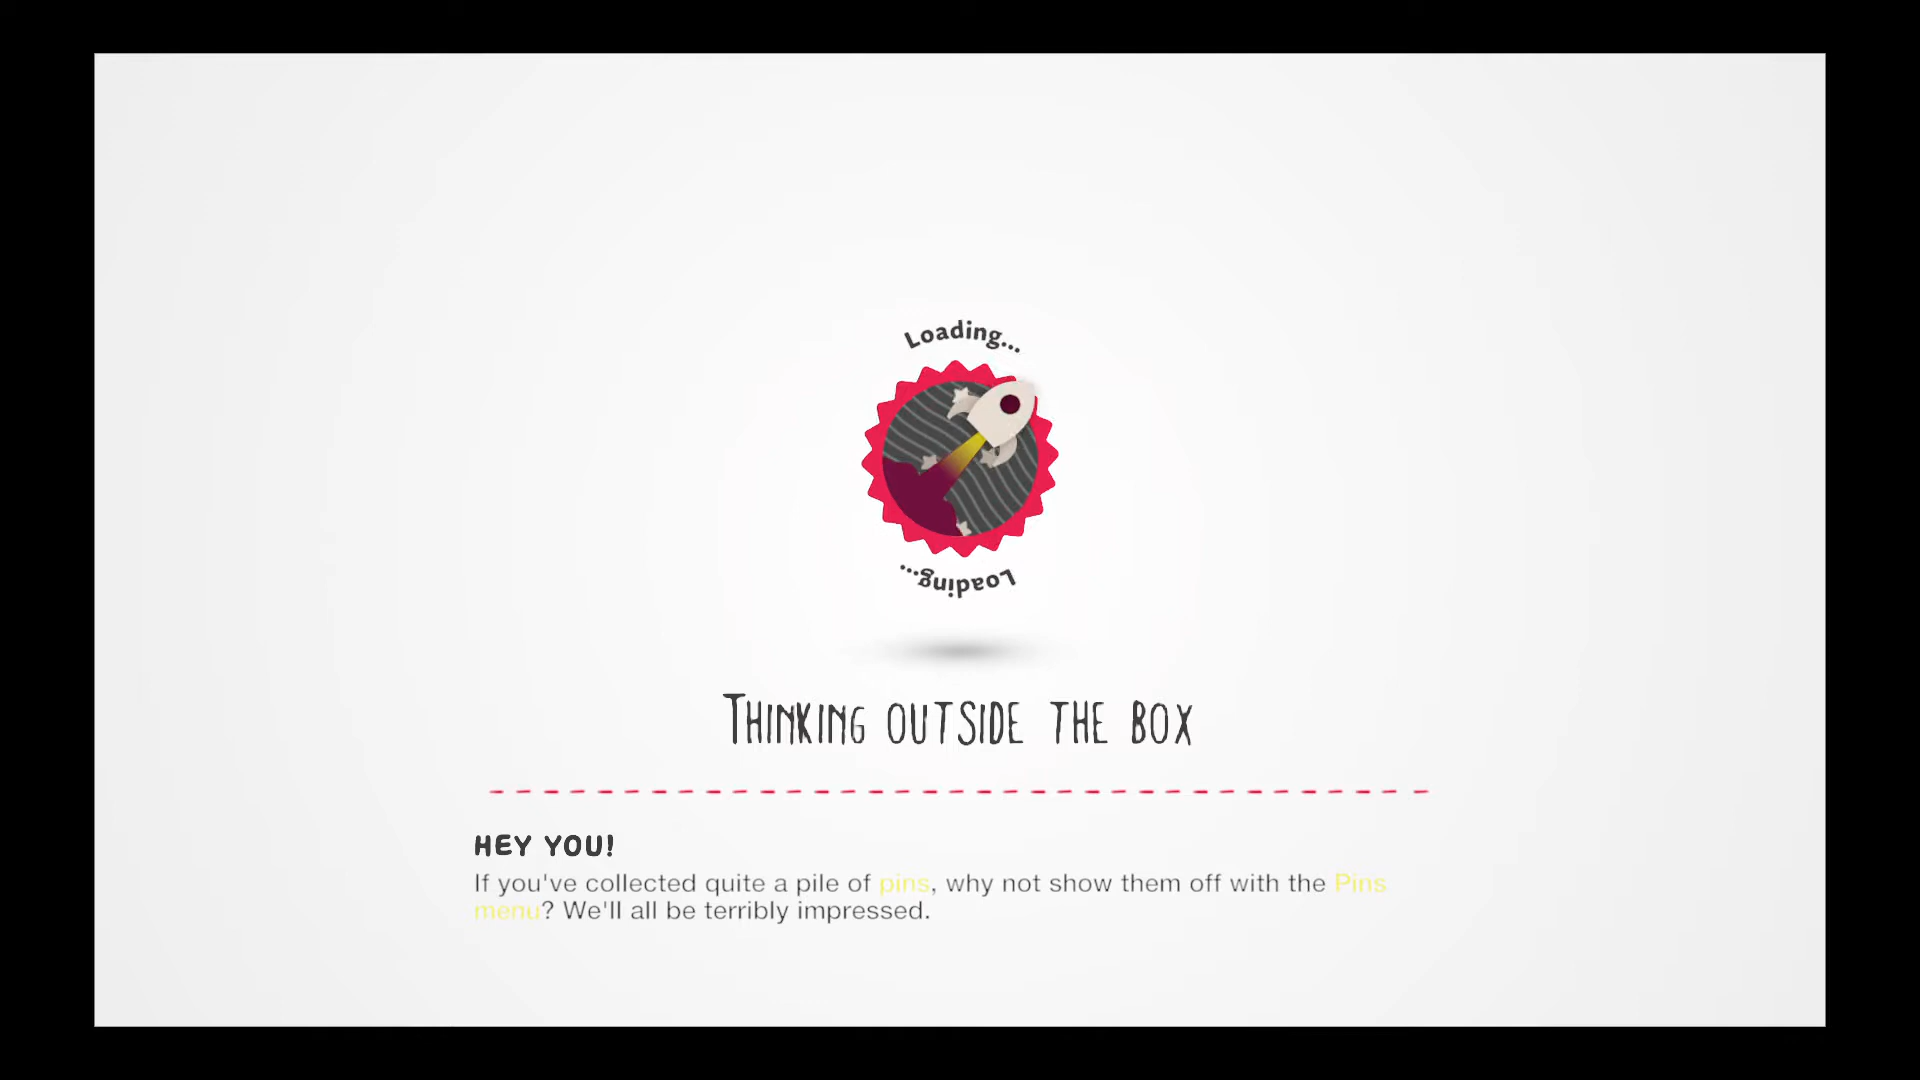 Loading...
Loading...
THINKING OUTSIDE THE BOX
HEY YOU!
If you've collected quite a pile of pins, why not show them off with the Pins
menu? We'll all be terribly impressed.